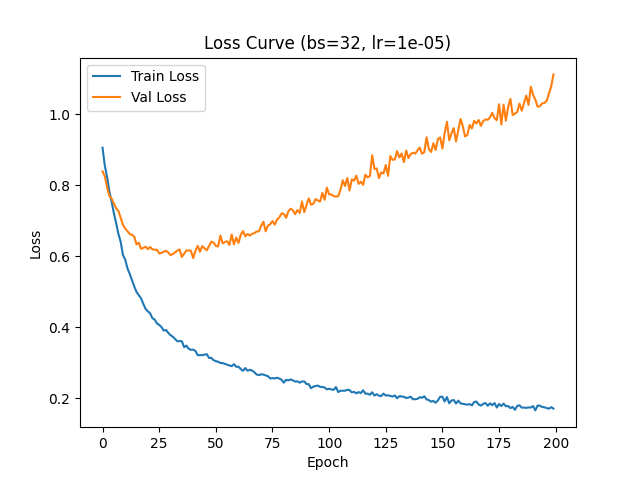 Loss Curve (bs=32, lr=1e-05)
Train Loss
Val Loss
Loss
1.0
0.8
0.6
0.4
0.2
0 25 50 75 100 125 150 175 200
Epoch